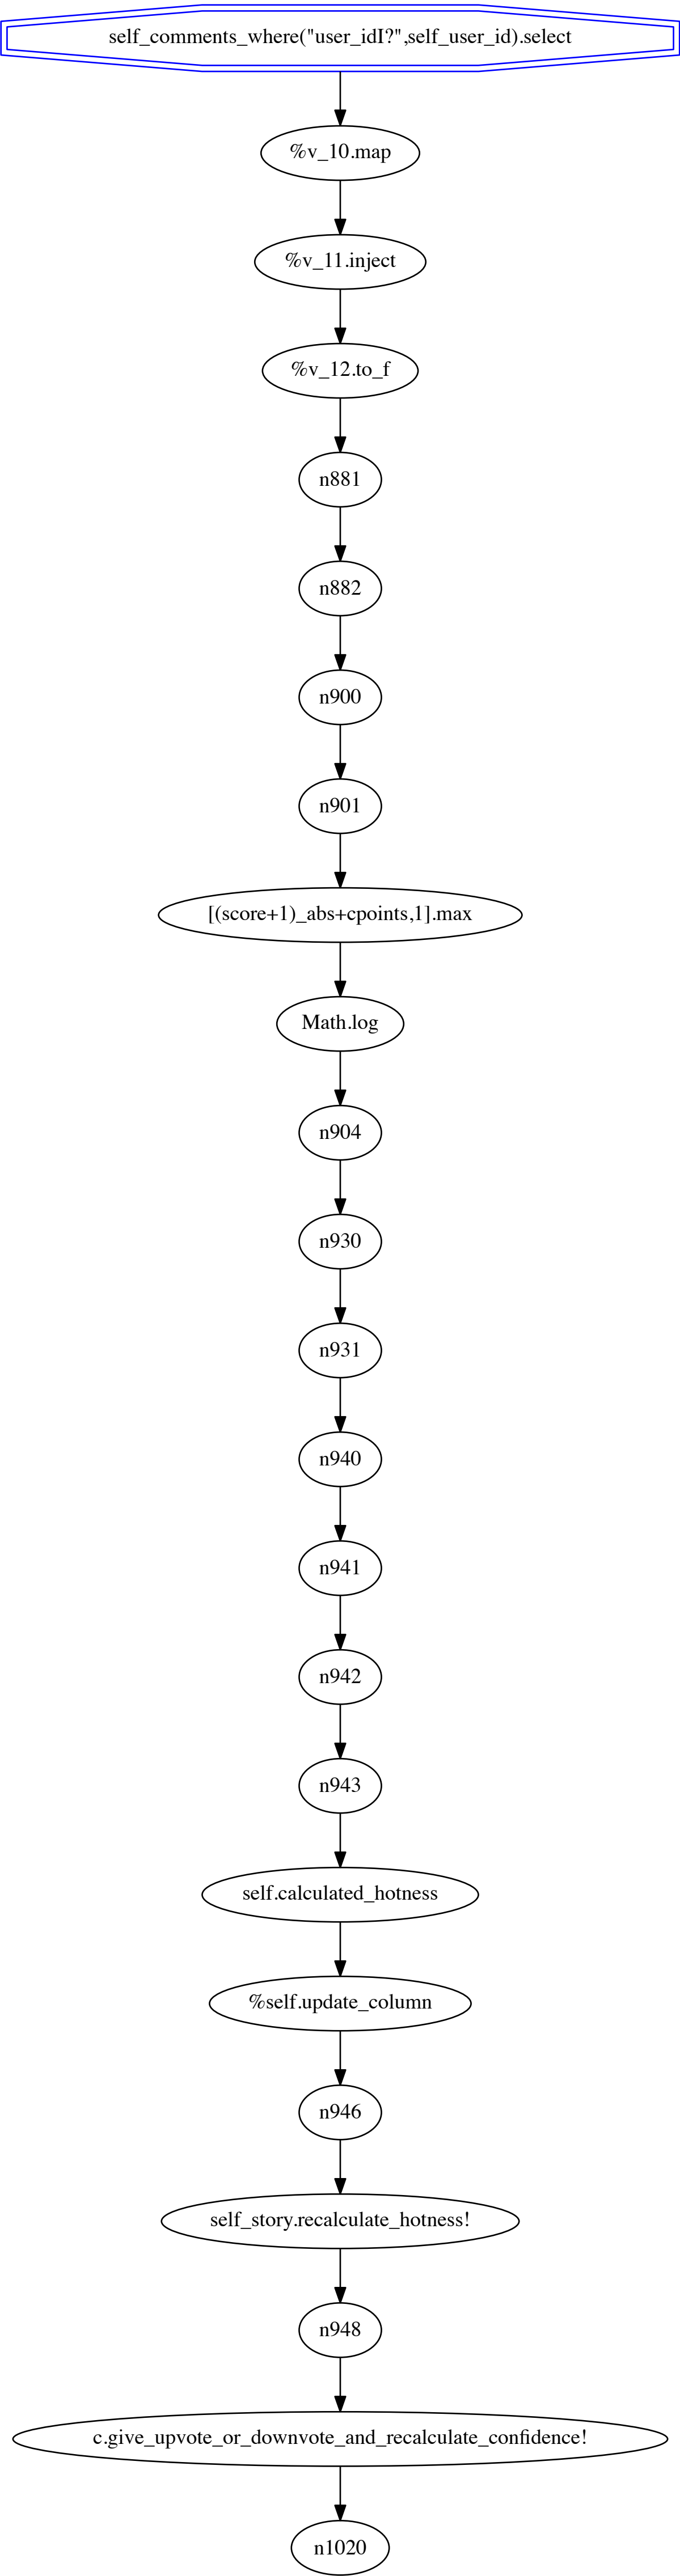 self_comments_where("user_idI?",self_user_id).select
%v_10.map
%v_11.inject
%v_12.to_f
n881
n882
n900
n901
[(score+1)_abs+cpoints,1].max
Math.log
n904
n930
n931
n940
n941
n942
n943
self.calculated_hotness
%self.update_column
n946
self_story.recalculate_hotness!
n948
c.give_upvote_or_downvote_and_recalculate_confidence!
n1020